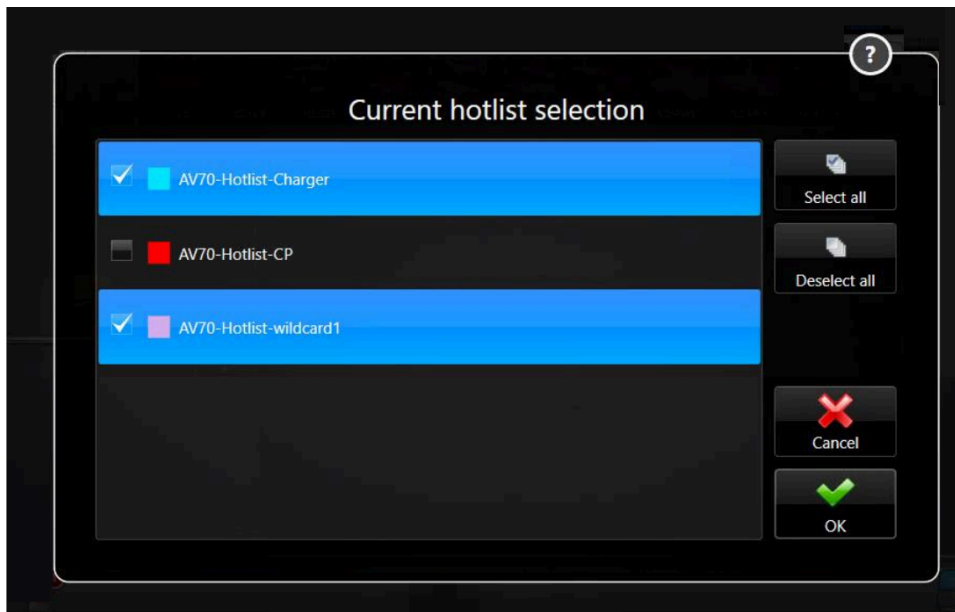 ?
Current hotlist selection
AV70-Hotlist-Charger
Select all
AV70-Hotlist-CP
Deselect all
AV70-Hotlist-wildcard1
Cancel
OK